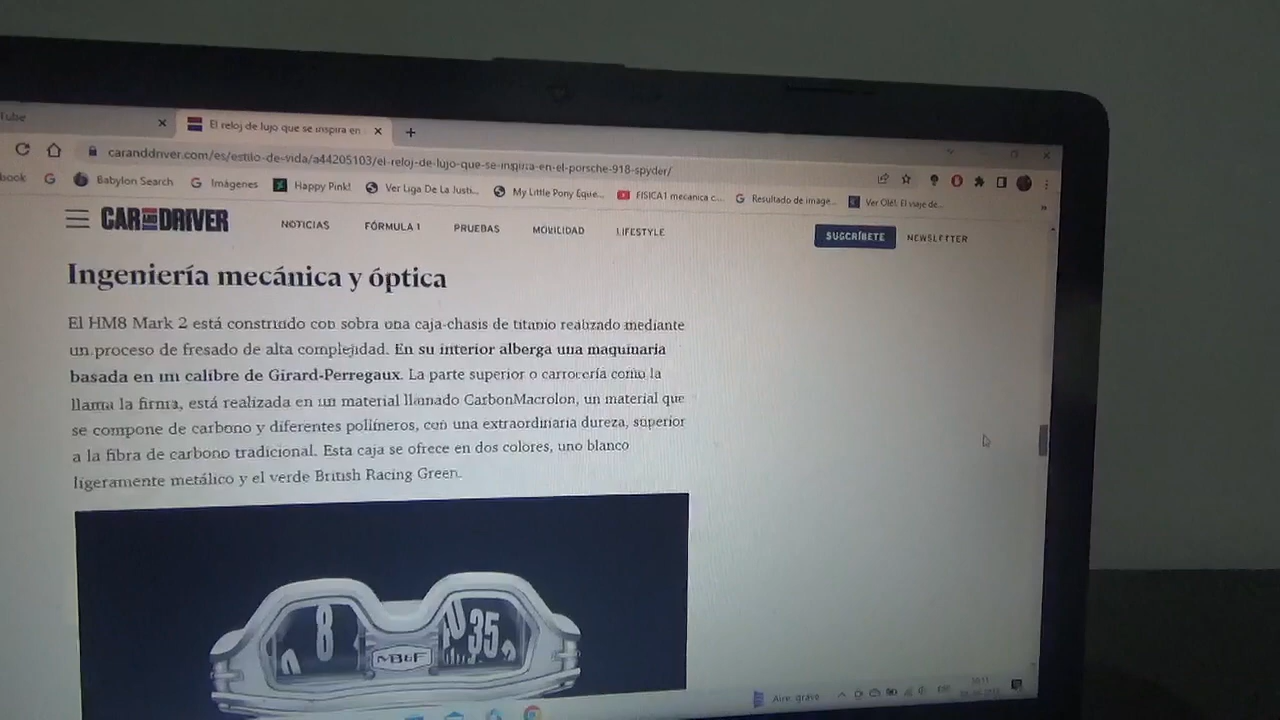 Tube
El reloj de lujo que se inspira en
caranddriver.com/es/estilo-de-vida/a44205103/el-reloj-de-lujo-que-se-inspira-en-el-porsche-918-spyder/
book Babylon Search Imágenes Happy Pink! Ver Liga De La Justi... My Little Pony Eque... FISICA1 mecanica c... Resultado de image... Ver Olé!. El viaje de...
CAR AND DRIVER NOTICIAS FÓRMULA 1 PRUEBAS MOVILIDAD LIFESTYLE SUSCRÍBETE NEWSLETTER
Ingeniería mecánica y óptica
El HM8 Mark 2 está construido con sobra una caja-chasis de titanio realizado mediante
un proceso de fresado de alta complejidad. En su interior alberga una maquinaria
basada en un calibre de Girard-Perregaux. La parte superior o carrocería como la
llama la firma, está realizada en un material llamado CarbonMacrolon, un material que
se compone de carbono y diferentes polímeros, con una extraordinaria dureza, superior
a la fibra de carbono tradicional. Esta caja se ofrece en dos colores, uno blanco
ligeramente metálico y el verde British Racing Green.
8 35
MB&F
Aire: grave ESP